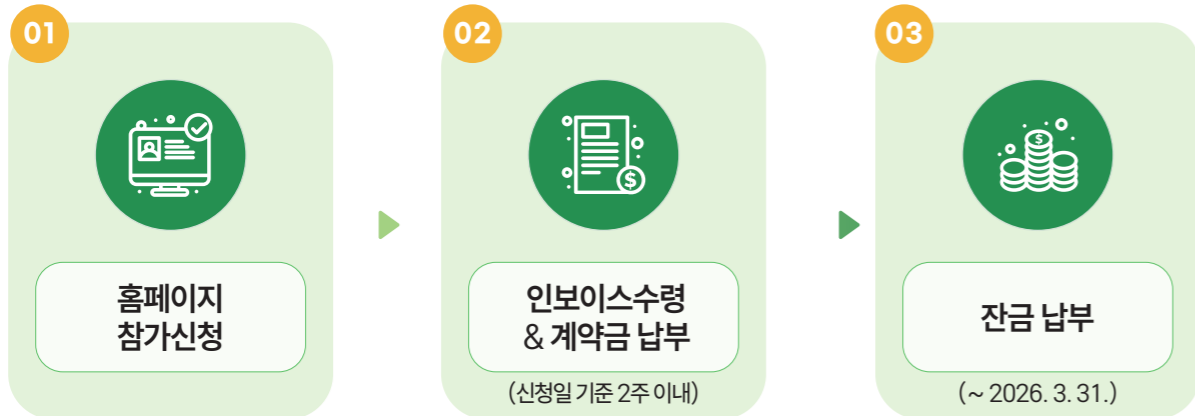 01
홈페이지
참가신청
02
인보이스수령
& 계약금 납부
(신청일 기준 2주 이내)
03
잔금 납부
(~ 2026. 3. 31.)